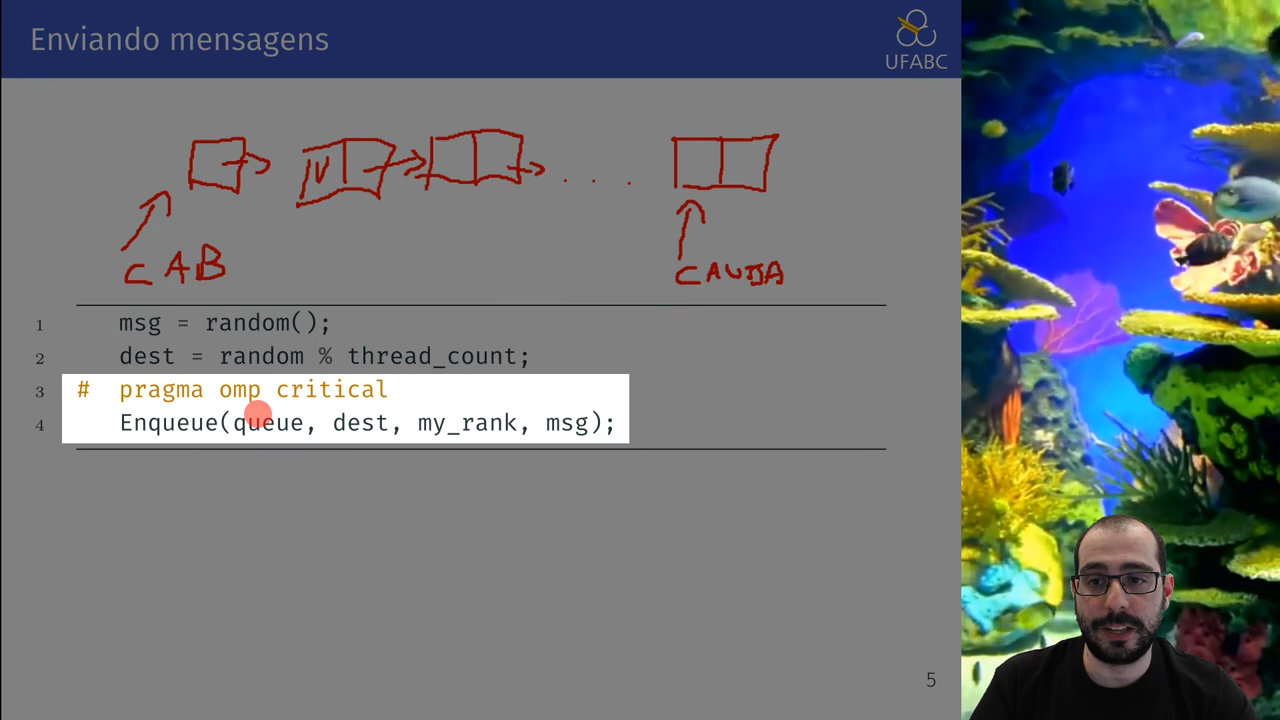 Enviando mensagens
UFABC
V
CAB
CAUDA
1 msg = random();
2 dest = random % thread_count;
3 # pragma omp critical
4 Enqueue(queue, dest, my_rank, msg);
5